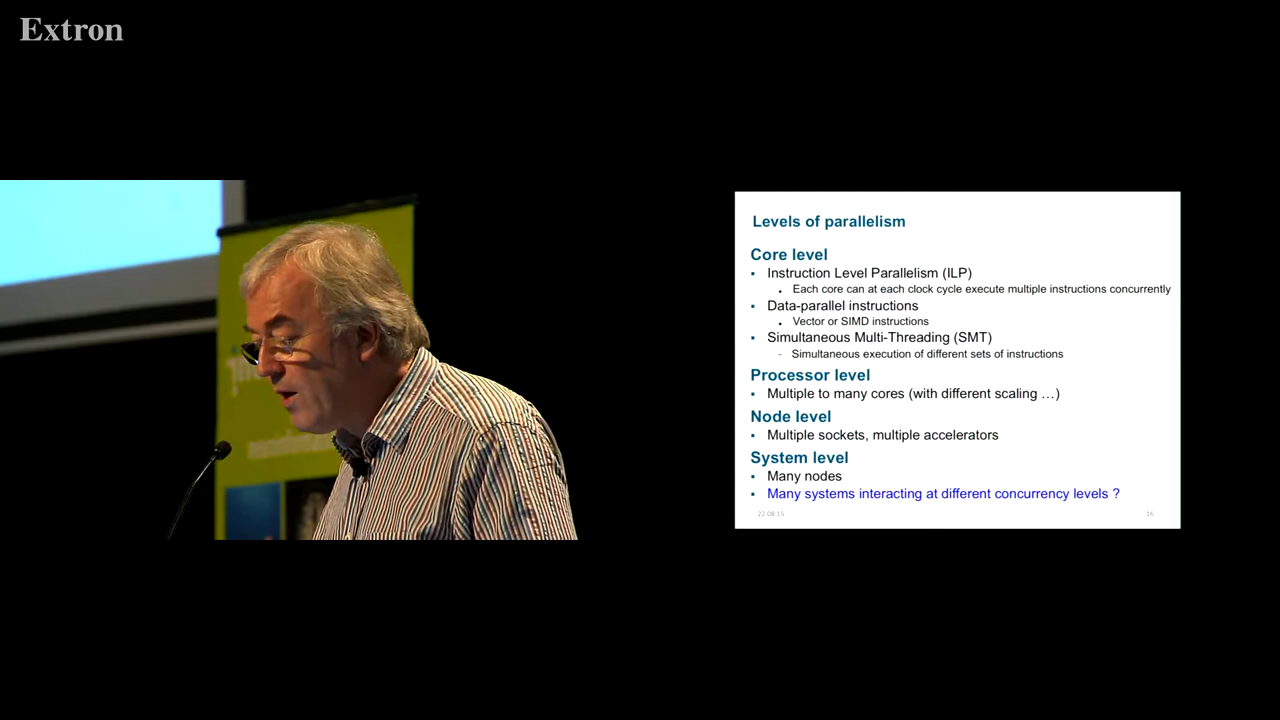 Extron
Levels of parallelism
Core level
▪ Instruction Level Parallelism (ILP)
• Each core can at each clock cycle execute multiple instructions concurrently
▪ Data-parallel instructions
• Vector or SIMD instructions
▪ Simultaneous Multi-Threading (SMT)
- Simultaneous execution of different sets of instructions
Processor level
▪ Multiple to many cores (with different scaling …)
Node level
▪ Multiple sockets, multiple accelerators
System level
▪ Many nodes
▪ Many systems interacting at different concurrency levels ?
22.08.15
16